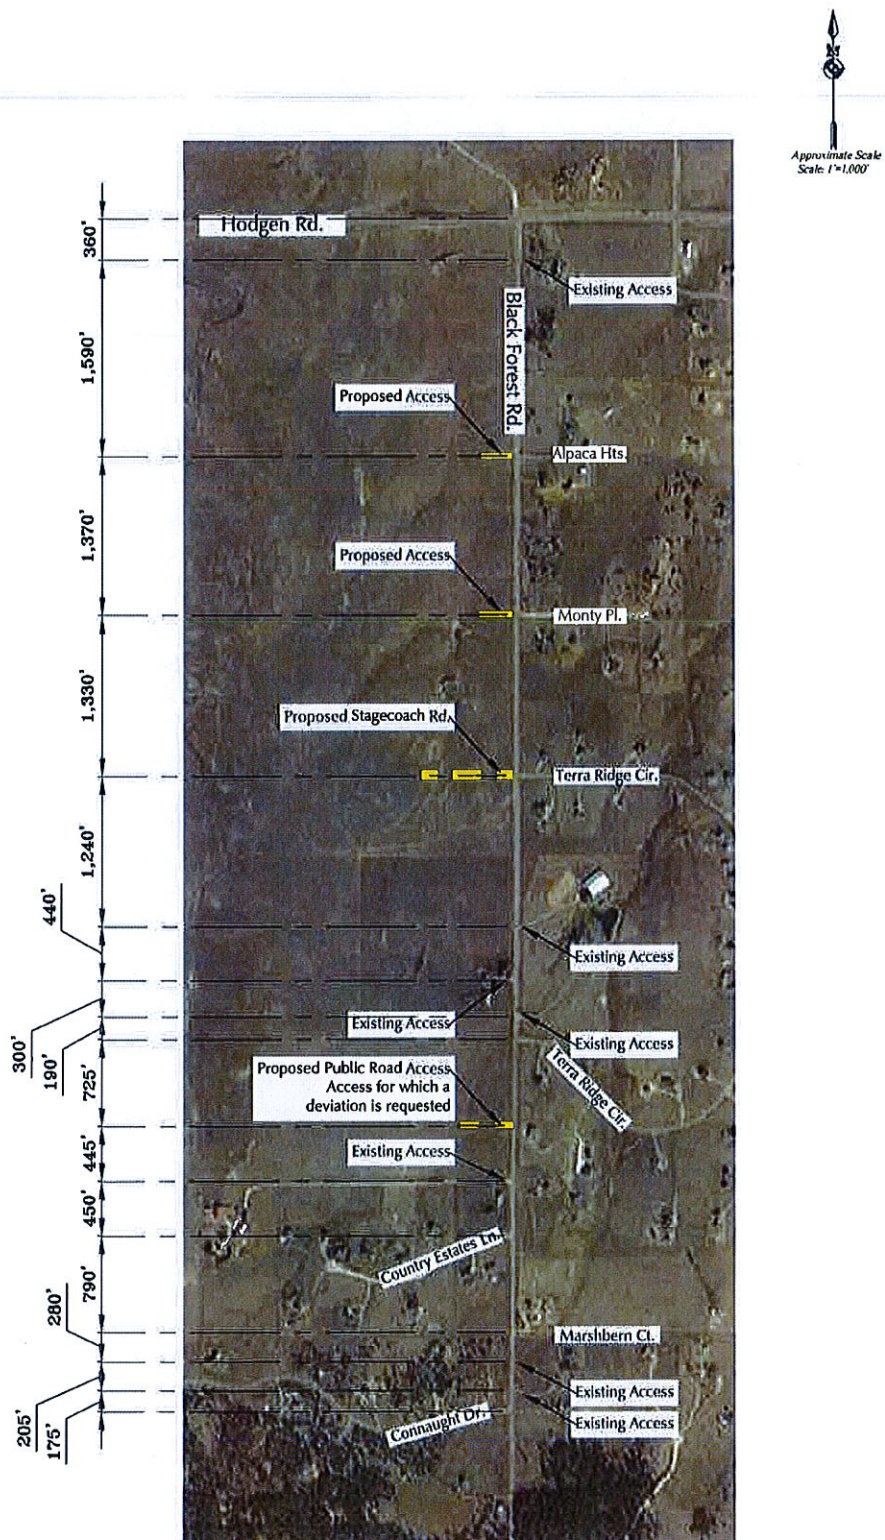 N
Approximate Scale
Scale: 1"=1,000'
Hodgen Rd.
360'
Existing Access
1,590'
Black Forest Rd.
Proposed Access
Alpaca Hts.
1,370'
Proposed Access
Monty Pl.
1,330'
Proposed Stagecoach Rd.
Terra Ridge Cir.
1,240'
440'
Existing Access
Existing Access
300'
Existing Access
190'
Terra Ridge Cir.
725'
Proposed Public Road Access
Access for which a
deviation is requested
445'
Existing Access
450'
Country Estates Ln.
790'
280'
Marshbern Ct.
Existing Access
205'
Existing Access
175'
Connaught Dr.